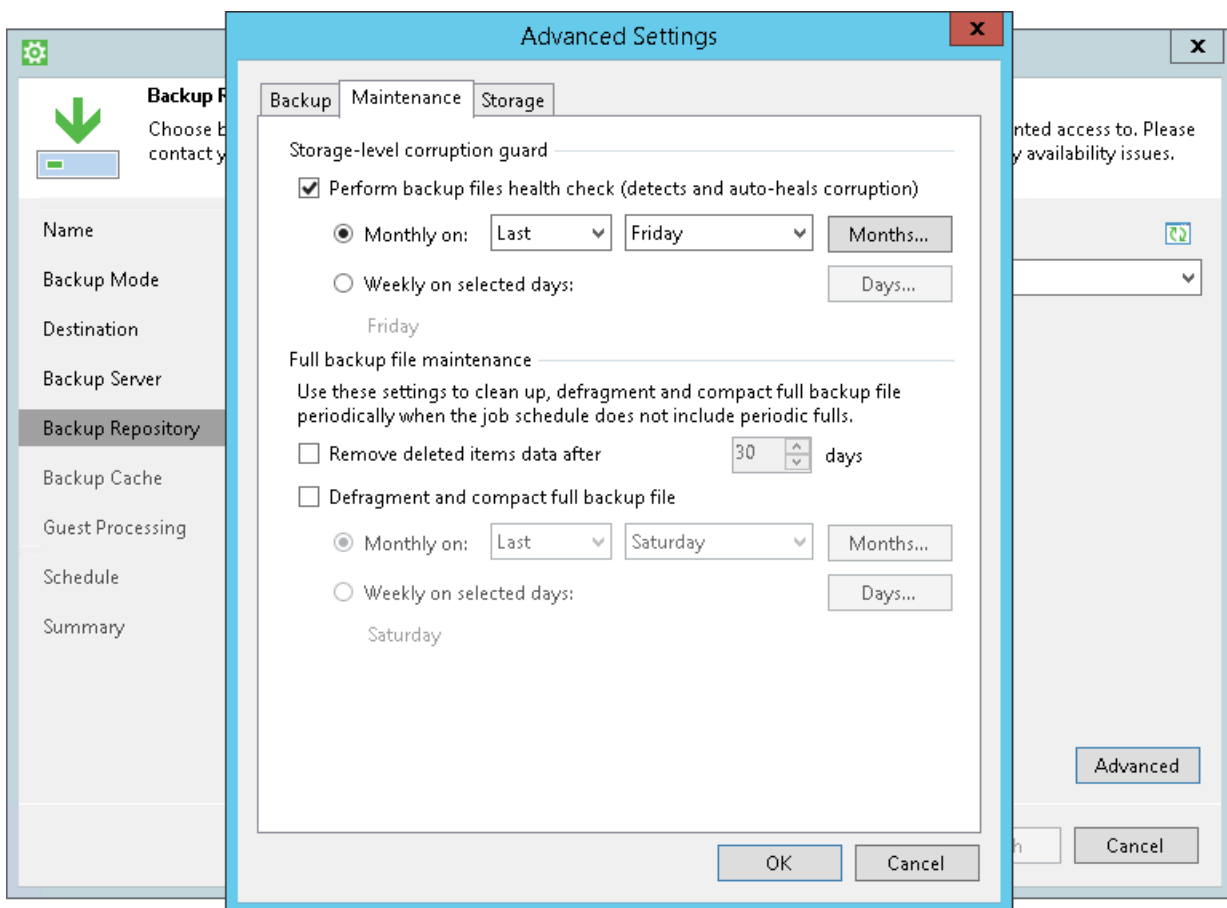 Advanced Settings
x
x
Backup
Choose
contact
nted access to. Please
y availability issues.
Name
Backup Mode
Destination
Backup Server
Backup Repository
Backup Cache
Guest Processing
Schedule
Summary
Backup Maintenance Storage
Storage-level corruption guard
Perform backup files health check (detects and auto-heals corruption)
Monthly on: Last Friday Months...
Weekly on selected days: Days...
Friday
Full backup file maintenance
Use these settings to clean up, defragment and compact full backup file
periodically when the job schedule does not include periodic fulls.
Remove deleted items data after 30 days
Defragment and compact full backup file
Monthly on: Last Saturday Months...
Weekly on selected days: Days...
Saturday
Advanced
OK Cancel
h Cancel